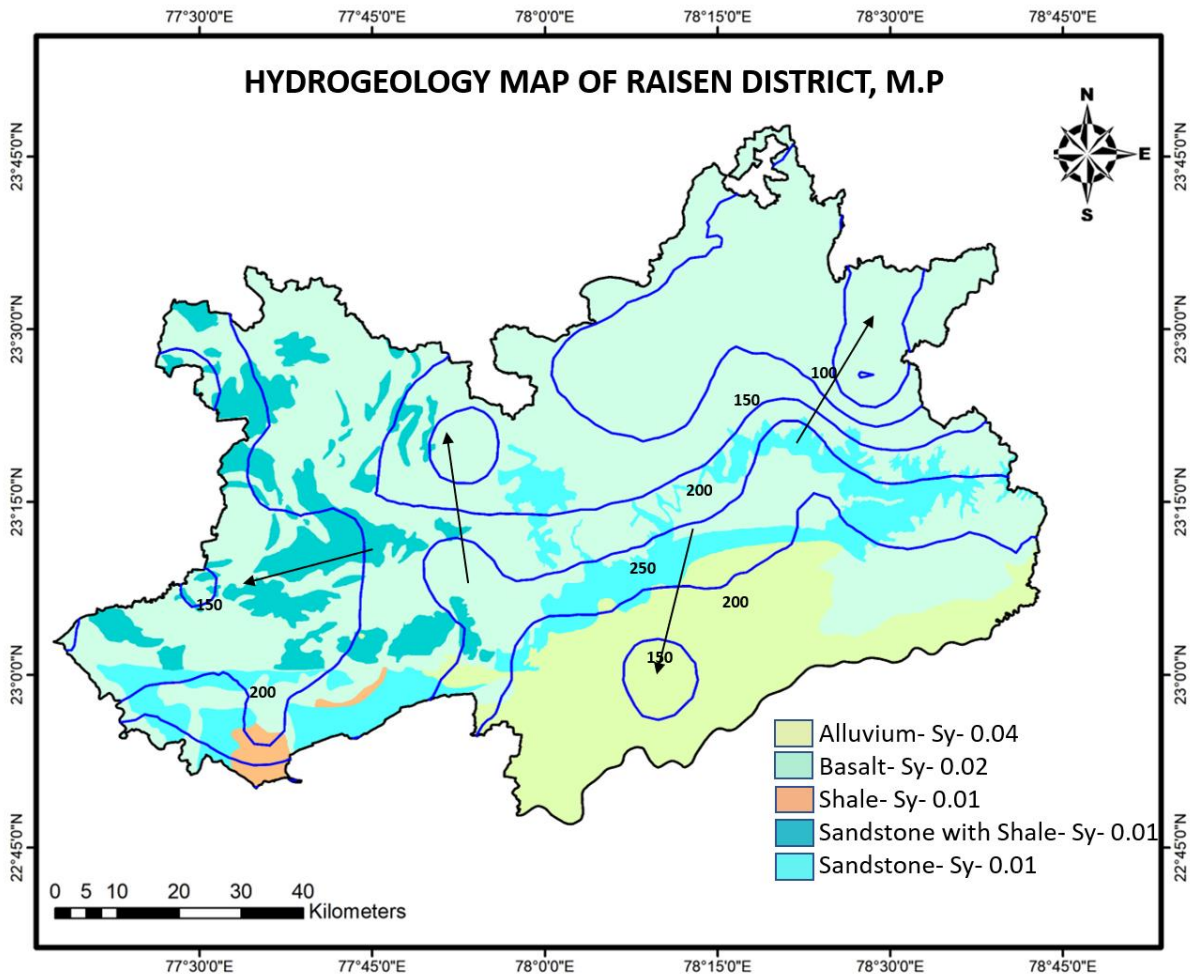 77°30'0"E 77°45'0"E 78°0'0"E 78°15'0"E 78°30'0"E 78°45'0"E
HYDROGEOLOGY MAP OF RAISEN DISTRICT, M.P
N
E
S
23°45'0"N
23°45'0"N
23°30'0"N
23°30'0"N
100
150
23°15'0"N
23°15'0"N
200
250
150
200
150
23°0'0"N
23°0'0"N
200
Alluvium- Sy- 0.04
Basalt- Sy- 0.02
Shale- Sy- 0.01
Sandstone with Shale- Sy- 0.01
Sandstone- Sy- 0.01
22°45'0"N
22°45'0"N
0 5 10 20 30 40
Kilometers
77°30'0"E 77°45'0"E 78°0'0"E 78°15'0"E 78°30'0"E 78°45'0"E